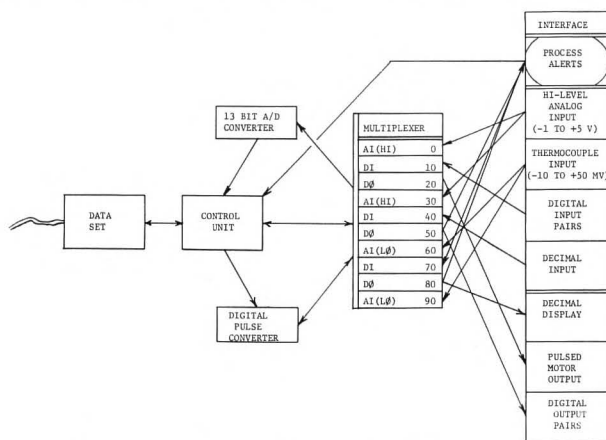 INTERFACE
PROCESS
ALERTS
HI-LEVEL
ANALOG
INPUT
(-1 TO +5 V)
THERMOCOUPLE
INPUT
(-10 TO +50 MV)
DIGITAL
INPUT
PAIRS
DECIMAL
INPUT
DECIMAL
DISPLAY
PULSED
MOTOR
OUTPUT
DIGITAL
OUTPUT
PAIRS
13 BIT A/D
CONVERTER
MULTIPLEXER
AI(HI) 0
DI 10
DØ 20
AI(HI) 30
DI 40
DØ 50
AI(LØ) 60
DI 70
DØ 80
AI(LØ) 90
DATA
SET
CONTROL
UNIT
DIGITAL
PULSE
CONVERTER